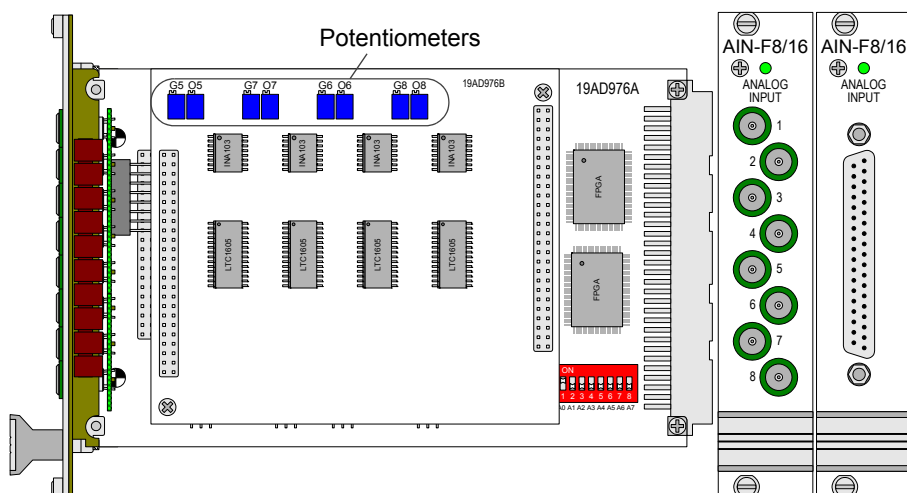 Potentiometers
G5 O5 G7 O7 G6 O6 G8 O8
19AD976B
19AD976A
INA103 INA103 INA103 INA103
LTC1605 LTC1605 LTC1605 LTC1605
FPGA
FPGA
ON
1 2 3 4 5 6 7 8
A0 A1 A2 A3 A4 A5 A6 A7
AIN-F8/16
ANALOG
INPUT
1
2
3
4
5
6
7
8
AIN-F8/16
ANALOG
INPUT